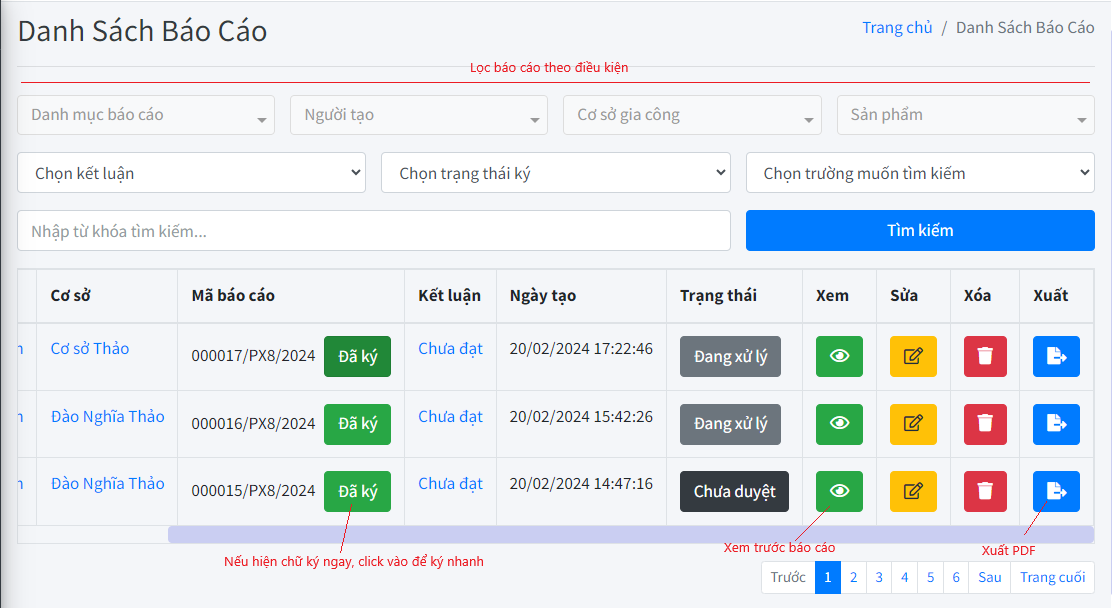 Danh Sách Báo Cáo
Trang chủ / Danh Sách Báo Cáo
Lọc báo cáo theo điều kiện
Danh mục báo cáo Người tạo Cơ sở gia công Sản phẩm
Chọn kết luận Chọn trạng thái ký Chọn trường muốn tìm kiếm
Nhập từ khóa tìm kiếm... Tìm kiếm
Cơ sở Mã báo cáo Kết luận Ngày tạo Trạng thái Xem Sửa Xóa Xuất
Cơ sở Thảo 000017/PX8/2024 Đã ký Chưa đạt 20/02/2024 17:22:46 Đang xử lý
Đào Nghĩa Thảo 000016/PX8/2024 Đã ký Chưa đạt 20/02/2024 15:42:26 Đang xử lý
Đào Nghĩa Thảo 000015/PX8/2024 Đã ký Chưa đạt 20/02/2024 14:47:16 Chưa duyệt
Nếu hiện chữ ký ngay, click vào để ký nhanh
Xem trước báo cáo
Xuất PDF
Trước 1 2 3 4 5 6 Sau Trang cuối